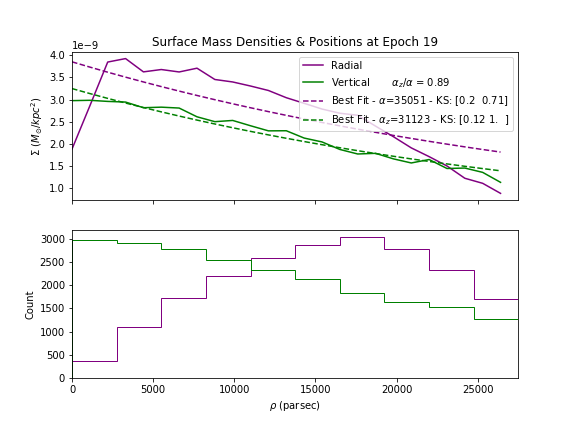 Surface Mass Densities & Positions at Epoch 19
1e−9
4.0
3.5
3.0
2.5
2.0
1.5
1.0
Σ (M⊙/kpc²)
Radial
Vertical α_z/α = 0.89
Best Fit - α=35051 - KS: [0.2 0.71]
Best Fit - α_z=31123 - KS: [0.12 1. ]
3000
2500
2000
1500
1000
500
0
Count
0 5000 10000 15000 20000 25000
ρ (parsec)